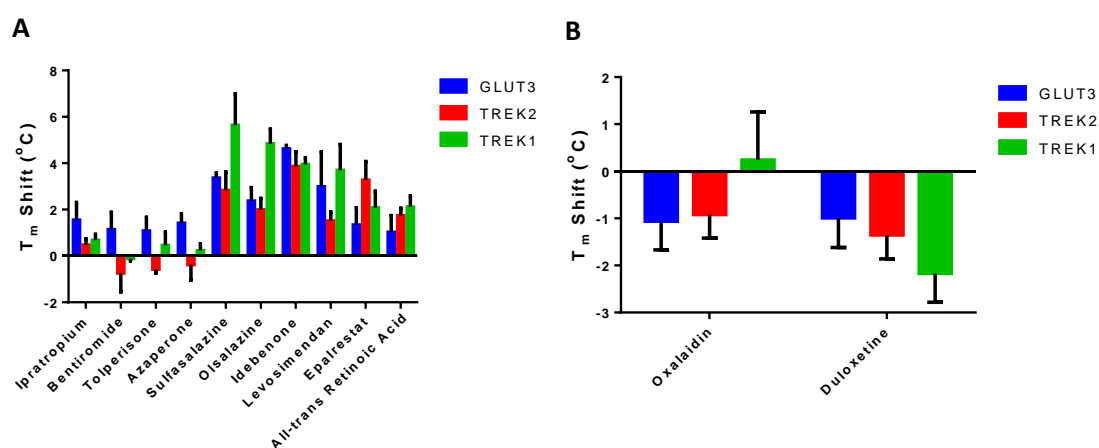 A
T m Shift (°C)
8
6
4
2
0
-2
GLUT3
TREK2
TREK1
Ipratropium
Bentiromide
Tolperisone
Azaperone
Sulfasalazine
Olsalazine
Idebenone
Levosimendan
Epalrestat
All-trans Retinoic Acid
B
T m Shift (°C)
2
1
0
-1
-2
-3
GLUT3
TREK2
TREK1
Oxalaidin
Duloxetine